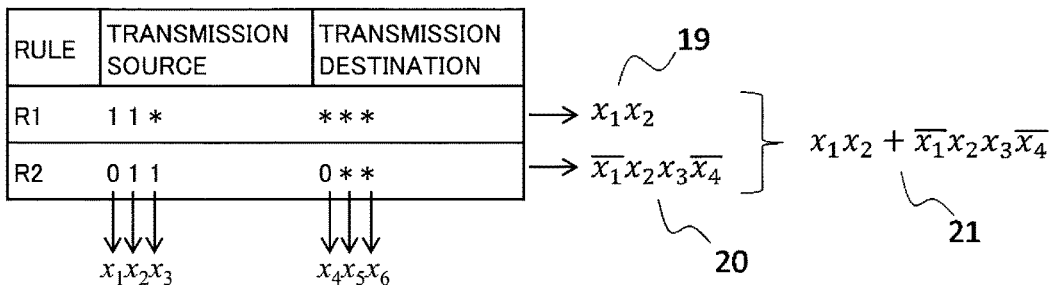 RULE TRANSMISSION SOURCE TRANSMISSION DESTINATION
R1 1 1 * * * * → x₁x₂
R2 0 1 1 0 * * → x̅₁x₂x₃x̅₄
x₁x₂ + x̅₁x₂x₃x̅₄
x₁x₂x₃ x₄x₅x₆
19
20
21